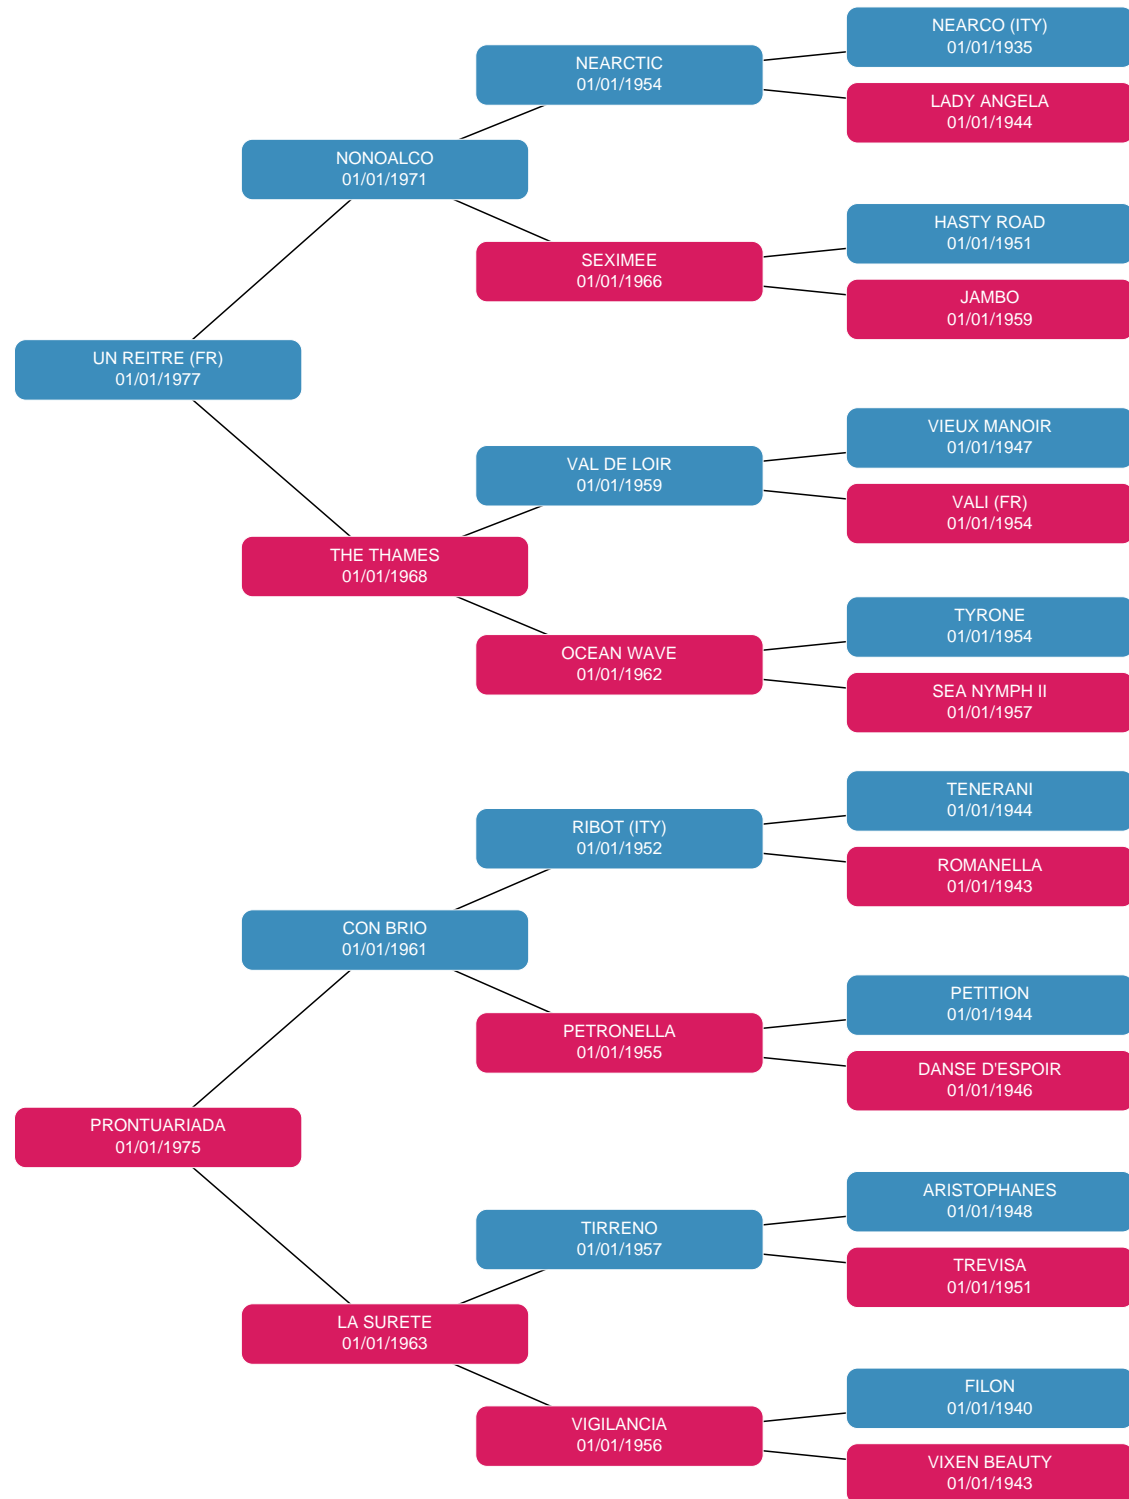 NEARCO (ITY)
01/01/1935
NEARCTIC
01/01/1954
LADY ANGELA
01/01/1944
NONOALCO
01/01/1971
HASTY ROAD
01/01/1951
SEXIMEE
01/01/1966
JAMBO
01/01/1959
UN REITRE (FR)
01/01/1977
VIEUX MANOIR
01/01/1947
VAL DE LOIR
01/01/1959
VALI (FR)
01/01/1954
THE THAMES
01/01/1968
TYRONE
01/01/1954
OCEAN WAVE
01/01/1962
SEA NYMPH II
01/01/1957
TENERANI
01/01/1944
RIBOT (ITY)
01/01/1952
ROMANELLA
01/01/1943
CON BRIO
01/01/1961
PETITION
01/01/1944
PETRONELLA
01/01/1955
DANSE D'ESPOIR
01/01/1946
PRONTUARIADA
01/01/1975
ARISTOPHANES
01/01/1948
TIRRENO
01/01/1957
TREVISA
01/01/1951
LA SURETE
01/01/1963
FILON
01/01/1940
VIGILANCIA
01/01/1956
VIXEN BEAUTY
01/01/1943